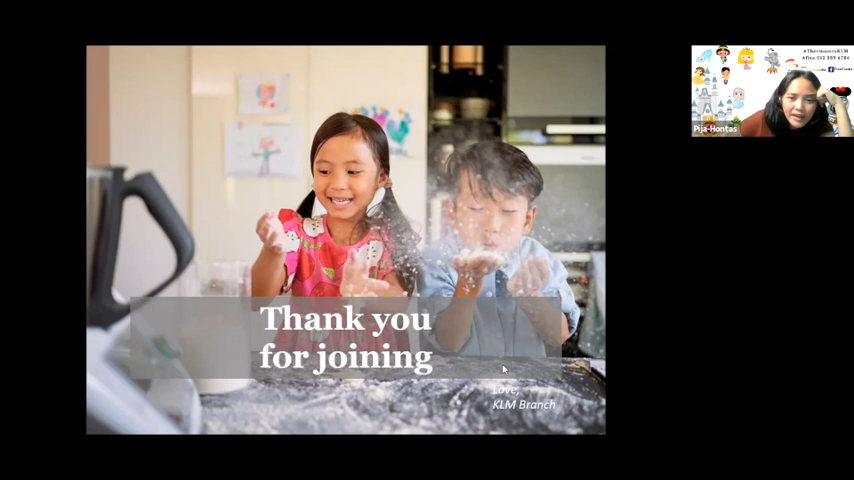 Thank you
for joining
Love,
KLM Branch
#ThermomixKLM
Pija-Hontas